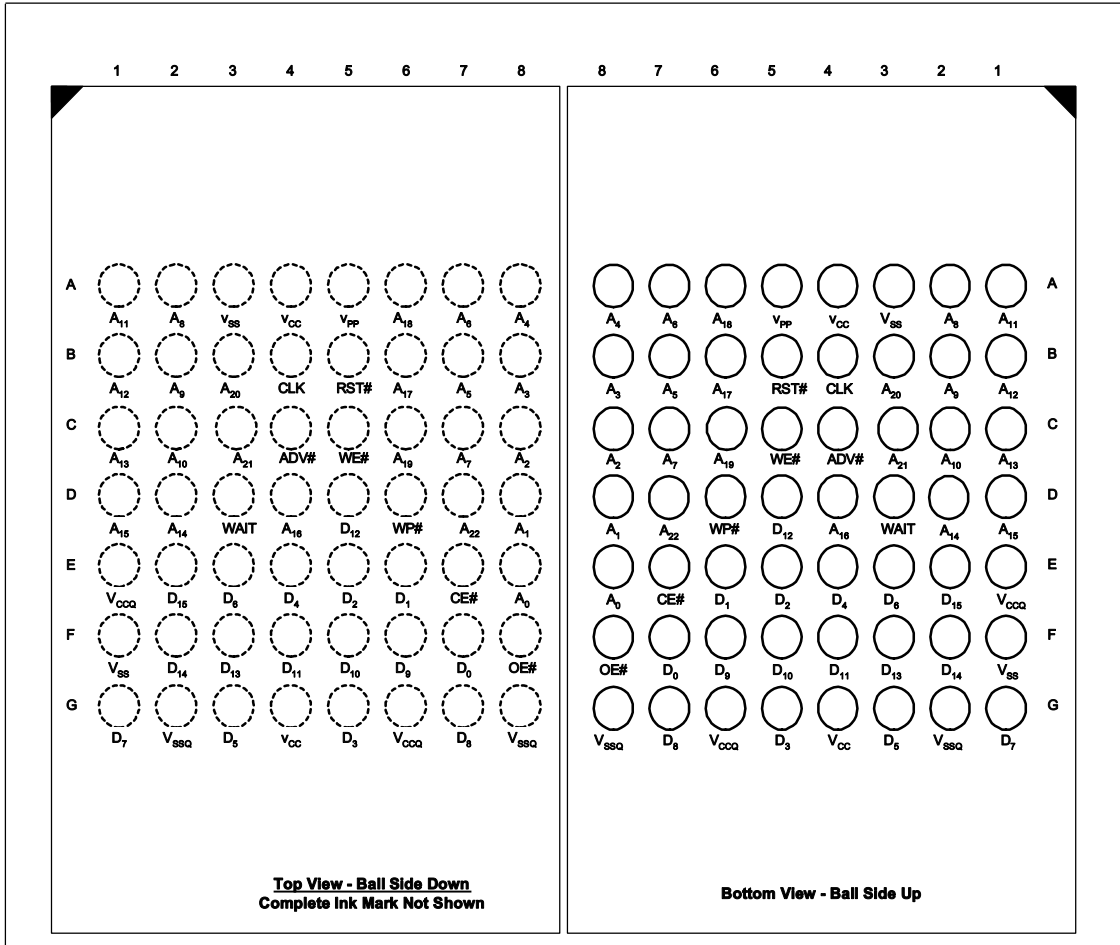 1 2 3 4 5 6 7 8 8 7 6 5 4 3 2 1
A A
A11 A8 VSS VCC VPP A18 A6 A4 A4 A6 A18 VPP VCC VSS A8 A11
B B
A12 A9 A20 CLK RST# A17 A5 A3 A3 A5 A17 RST# CLK A20 A9 A12
C C
A13 A10 A21 ADV# WE# A19 A7 A2 A2 A7 A19 WE# ADV# A21 A10 A13
D D
A15 A14 WAIT A16 D12 WP# A22 A1 A1 A22 WP# D12 A16 WAIT A14 A15
E E
VCCQ D15 D6 D4 D2 D1 CE# A0 A0 CE# D1 D2 D4 D6 D15 VCCQ
F F
VSS D14 D13 D11 D10 D9 D0 OE# OE# D0 D9 D10 D11 D13 D14 VSS
G G
D7 VSSQ D5 VCC D3 VCCQ D8 VSSQ VSSQ D8 VCCQ D3 VCC D5 VSSQ D7
Top View - Ball Side Down
Complete Ink Mark Not Shown
Bottom View - Ball Side Up